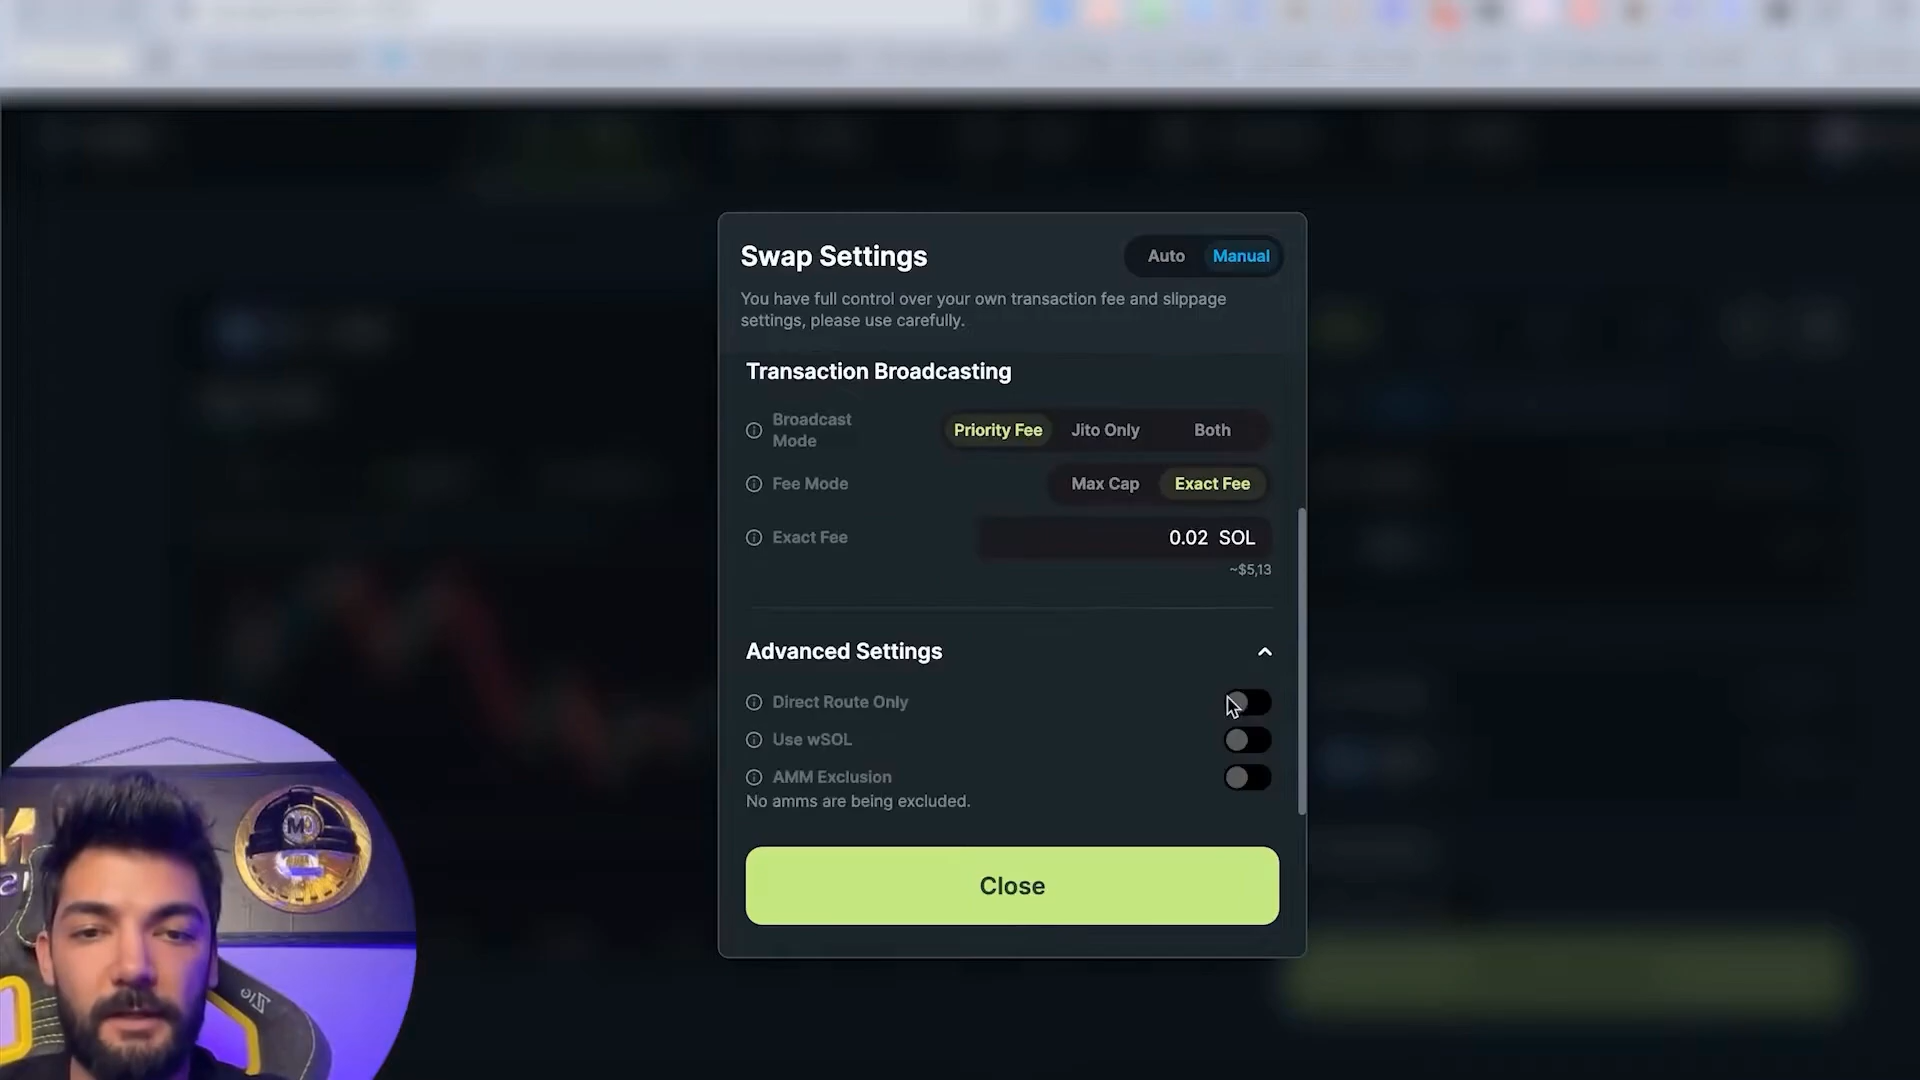 Swap Settings
Auto
Manual
You have full control over your own transaction fee and slippage
settings, please use carefully.
Transaction Broadcasting
Broadcast
Mode
Priority Fee
Jito Only
Both
Fee Mode
Max Cap
Exact Fee
Exact Fee
0.02 SOL
~$5,13
Advanced Settings
Direct Route Only
Use wSOL
AMM Exclusion
No amms are being excluded.
Close